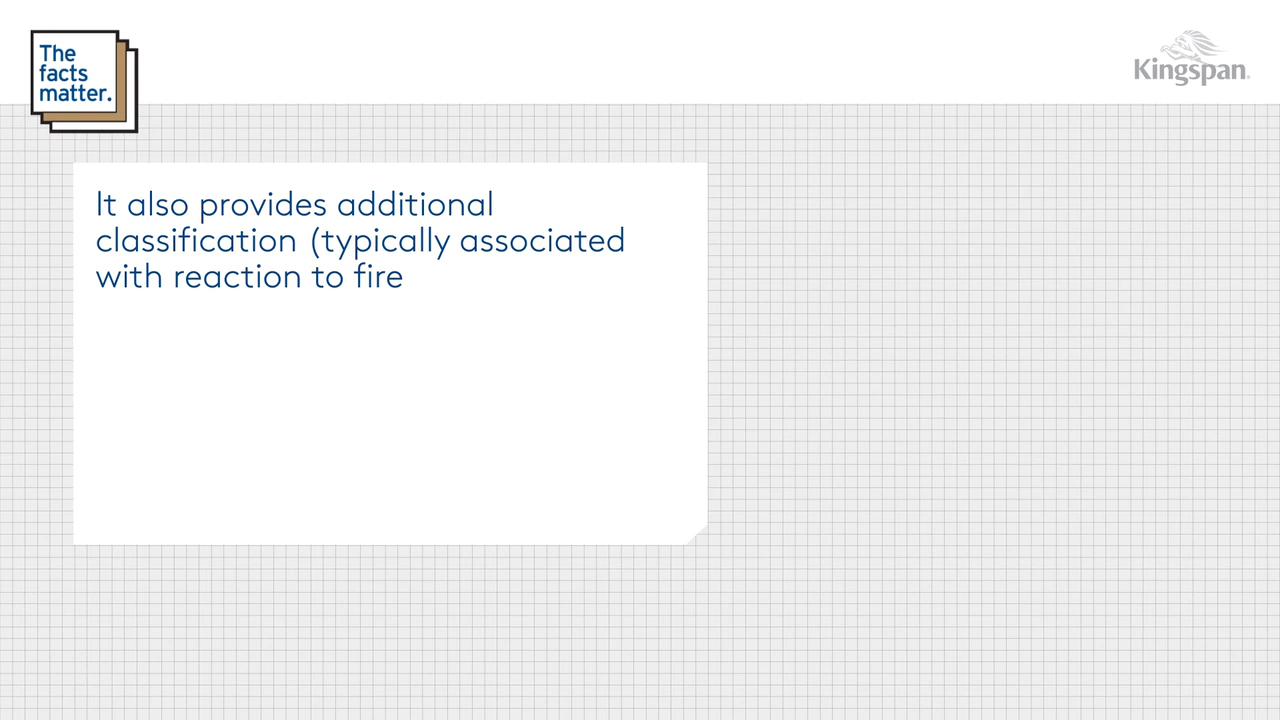 The
facts
matter.
Kingspan
It also provides additional
classification (typically associated
with reaction to fire